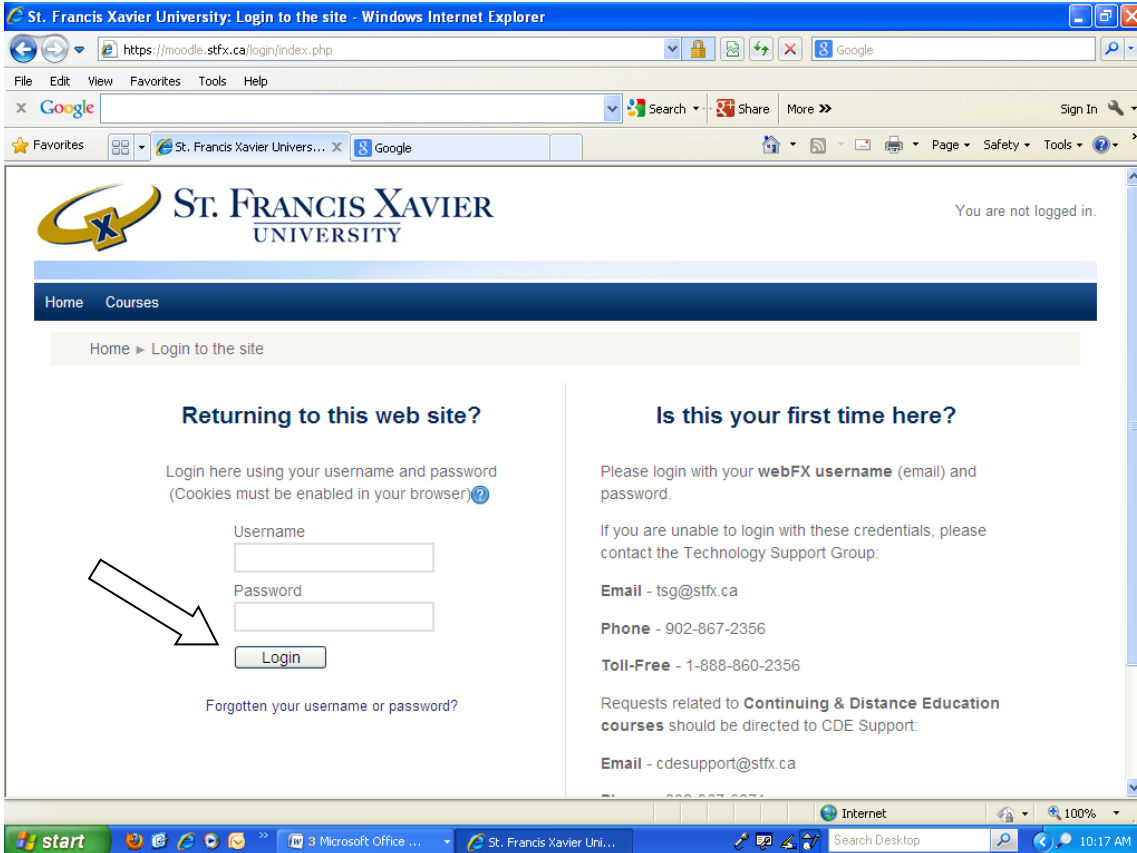 St. Francis Xavier University: Login to the site - Windows Internet Explorer
https://moodle.stfx.ca/login/index.php
Google
File Edit View Favorites Tools Help
x Google Search Share More » Sign In
Favorites St. Francis Xavier Univers... X Google Page Safety Tools
ST. FRANCIS XAVIER
UNIVERSITY
You are not logged in.
Home Courses
Home ► Login to the site
Returning to this web site?
Login here using your username and password
(Cookies must be enabled in your browser)
Username
Password
Login
Forgotten your username or password?
Is this your first time here?
Please login with your webFX username (email) and
password.
If you are unable to login with these credentials, please
contact the Technology Support Group:
Email - tsg@stfx.ca
Phone - 902-867-2356
Toll-Free - 1-888-860-2356
Requests related to Continuing & Distance Education
courses should be directed to CDE Support:
Email - cdesupport@stfx.ca
Internet 100%
start 3 Microsoft Office ... St. Francis Xavier Uni... Search Desktop 10:17 AM